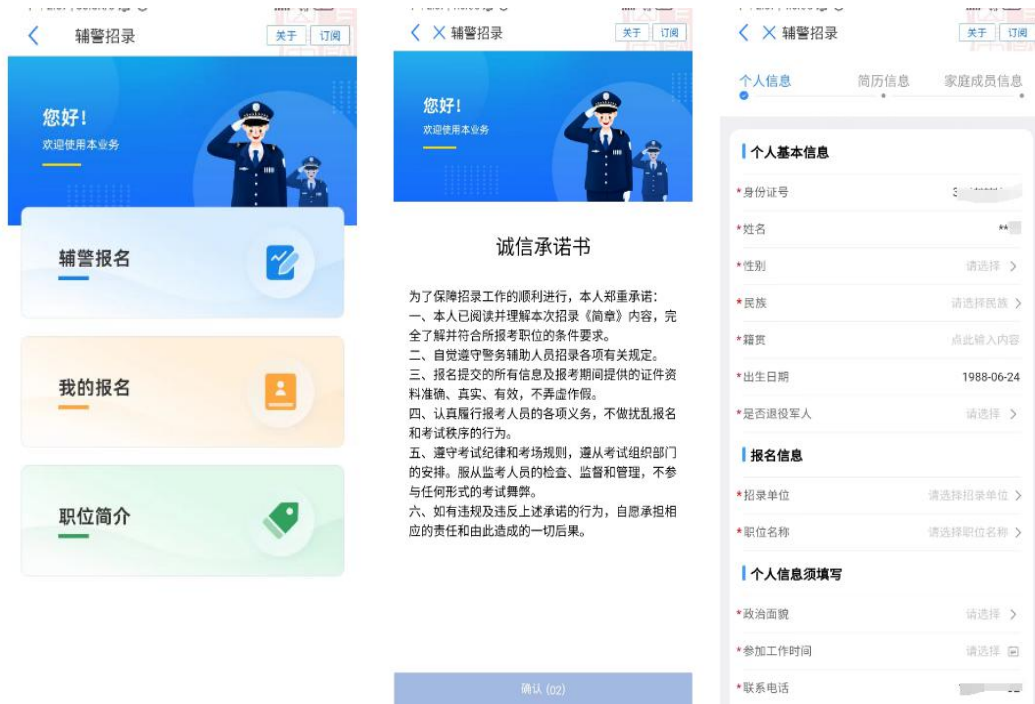 辅警招录
关于
订阅
您好！
欢迎使用本业务
辅警报名
我的报名
职位简介
辅警招录
关于
订阅
您好！
欢迎使用本业务
诚信承诺书
为了保障招录工作的顺利进行，本人郑重承诺：
一、本人已阅读并理解本次招录《简章》内容，完
全了解并符合所报考职位的条件要求。
二、自觉遵守警务辅助人员招录各项有关规定。
三、报名提交的所有信息及报考期间提供的证件资
料准确、真实、有效，不弄虚作假。
四、认真履行报考人员的各项义务，不做扰乱报名
和考试秩序的行为。
五、遵守考试纪律和考场规则，遵从考试组织部门
的安排。服从监考人员的检查、监督和管理，不参
与任何形式的考试舞弊。
六、如有违规及违反上述承诺的行为，自愿承担相
应的责任和由此造成的一切后果。
确认 (02)
辅警招录
关于
订阅
个人信息 简历信息 家庭成员信息
个人基本信息
*身份证号
*姓名 **
*性别 请选择
*民族 请选择民族
*籍贯 点此输入内容
*出生日期 1988-06-24
*是否退役军人 请选择
报名信息
*招录单位 请选择招录单位
*职位名称 请选择职位名称
个人信息须填写
*政治面貌 请选择
*参加工作时间 请选择
*联系电话